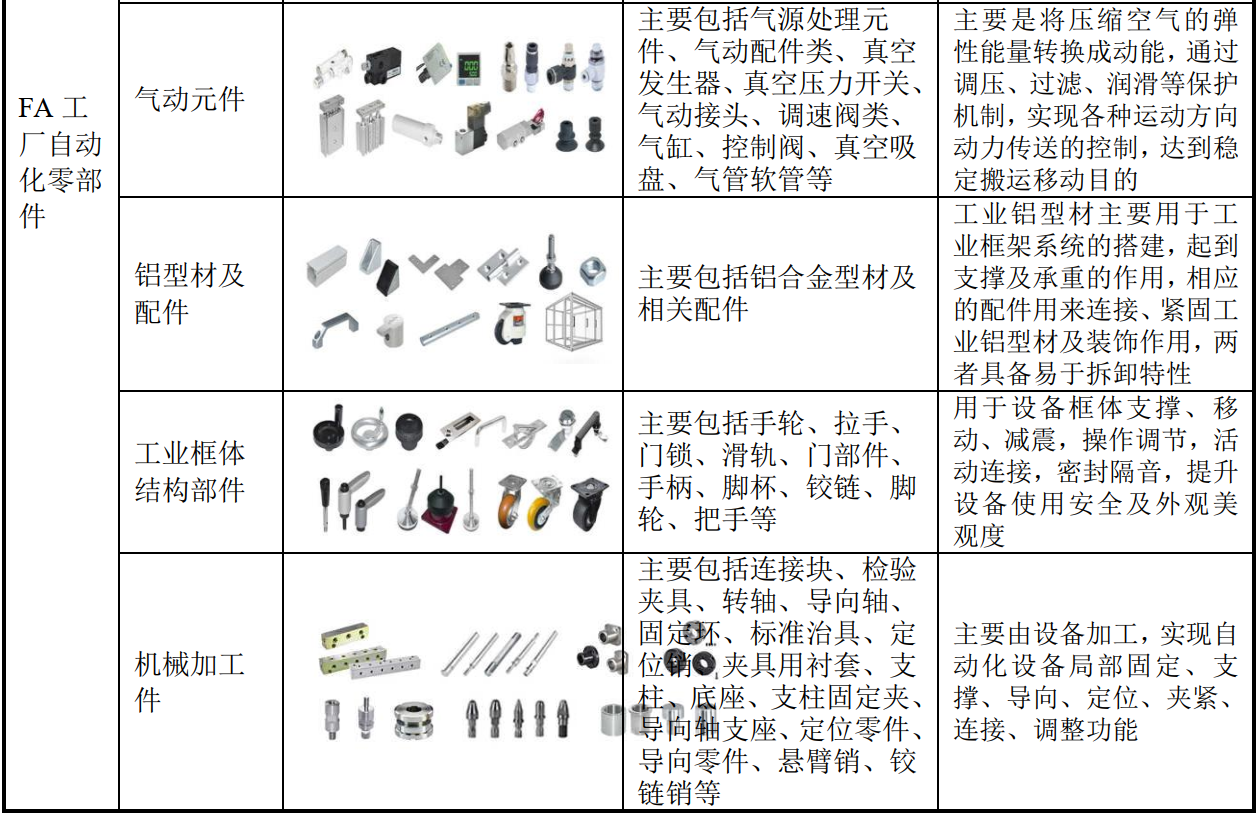 FA 工
厂自动
化零部
件
气动元件
主要包括气源处理元
件、气动配件类、真空
发生器、真空压力开关、
气动接头、调速阀类、
气缸、控制阀、真空吸
盘、气管软管等
主要是将压缩空气的弹
性能量转换成动能，通过
调压、过滤、润滑等保护
机制，实现各种运动方向
动力传送的控制，达到稳
定搬运移动目的
铝型材及
配件
主要包括铝合金型材及
相关配件
工业铝型材主要用于工
业框架系统的搭建，起到
支撑及承重的作用，相应
的配件用来连接、紧固工
业铝型材及装饰作用，两
者具备易于拆卸特性
工业框体
结构部件
主要包括手轮、拉手、
门锁、滑轨、门部件、
手柄、脚杯、铰链、脚
轮、把手等
用于设备框体支撑、移
动、减震，操作调节，活
动连接，密封隔音，提升
设备使用安全及外观美
观度
机械加工
件
主要包括连接块、检验
夹具、转轴、导向轴、
固定环、标准治具、定
位销、夹具用衬套、支
柱、底座、支柱固定夹、
导向轴支座、定位零件、
导向零件、悬臂销、铰
链销等
主要由设备加工，实现自
动化设备局部固定、支
撑、导向、定位、夹紧、
连接、调整功能